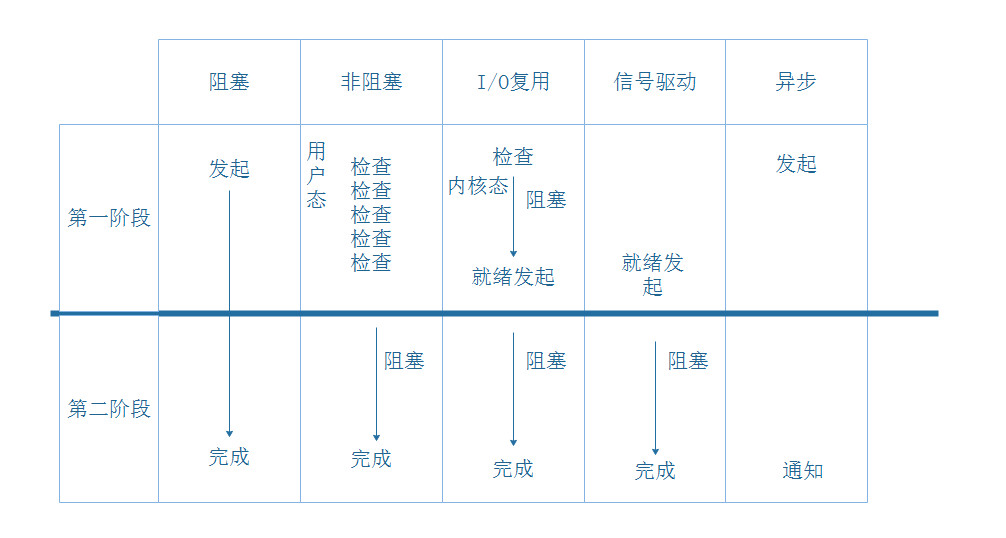 阻塞
非阻塞
I/O复用
信号驱动
异步
第一阶段
发起
用
户
态
检查
检查
检查
检查
检查
检查
内核态
阻塞
就绪发起
就绪发
起
发起
第二阶段
完成
阻塞
完成
阻塞
完成
阻塞
完成
通知